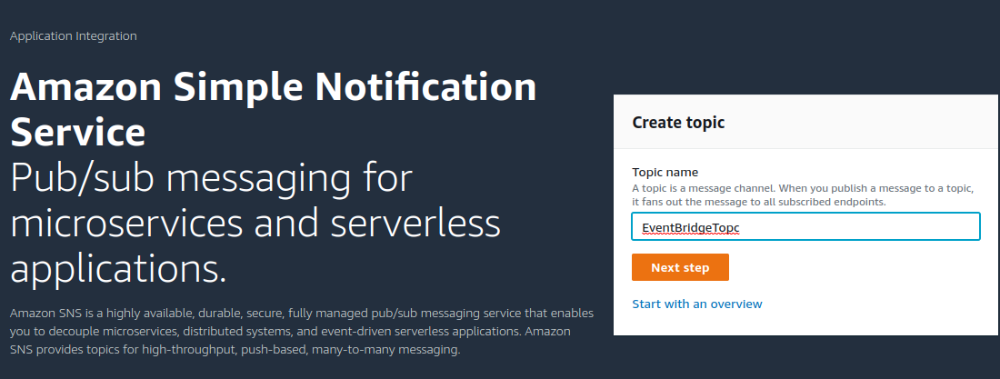 Application Integration
Amazon Simple Notification
Service
Pub/sub messaging for
microservices and serverless
applications.
Amazon SNS is a highly available, durable, secure, fully managed pub/sub messaging service that enables
you to decouple microservices, distributed systems, and event-driven serverless applications. Amazon
SNS provides topics for high-throughput, push-based, many-to-many messaging.
Create topic
Topic name
A topic is a message channel. When you publish a message to a topic,
it fans out the message to all subscribed endpoints.
EventBridgeTopc
Next step
Start with an overview